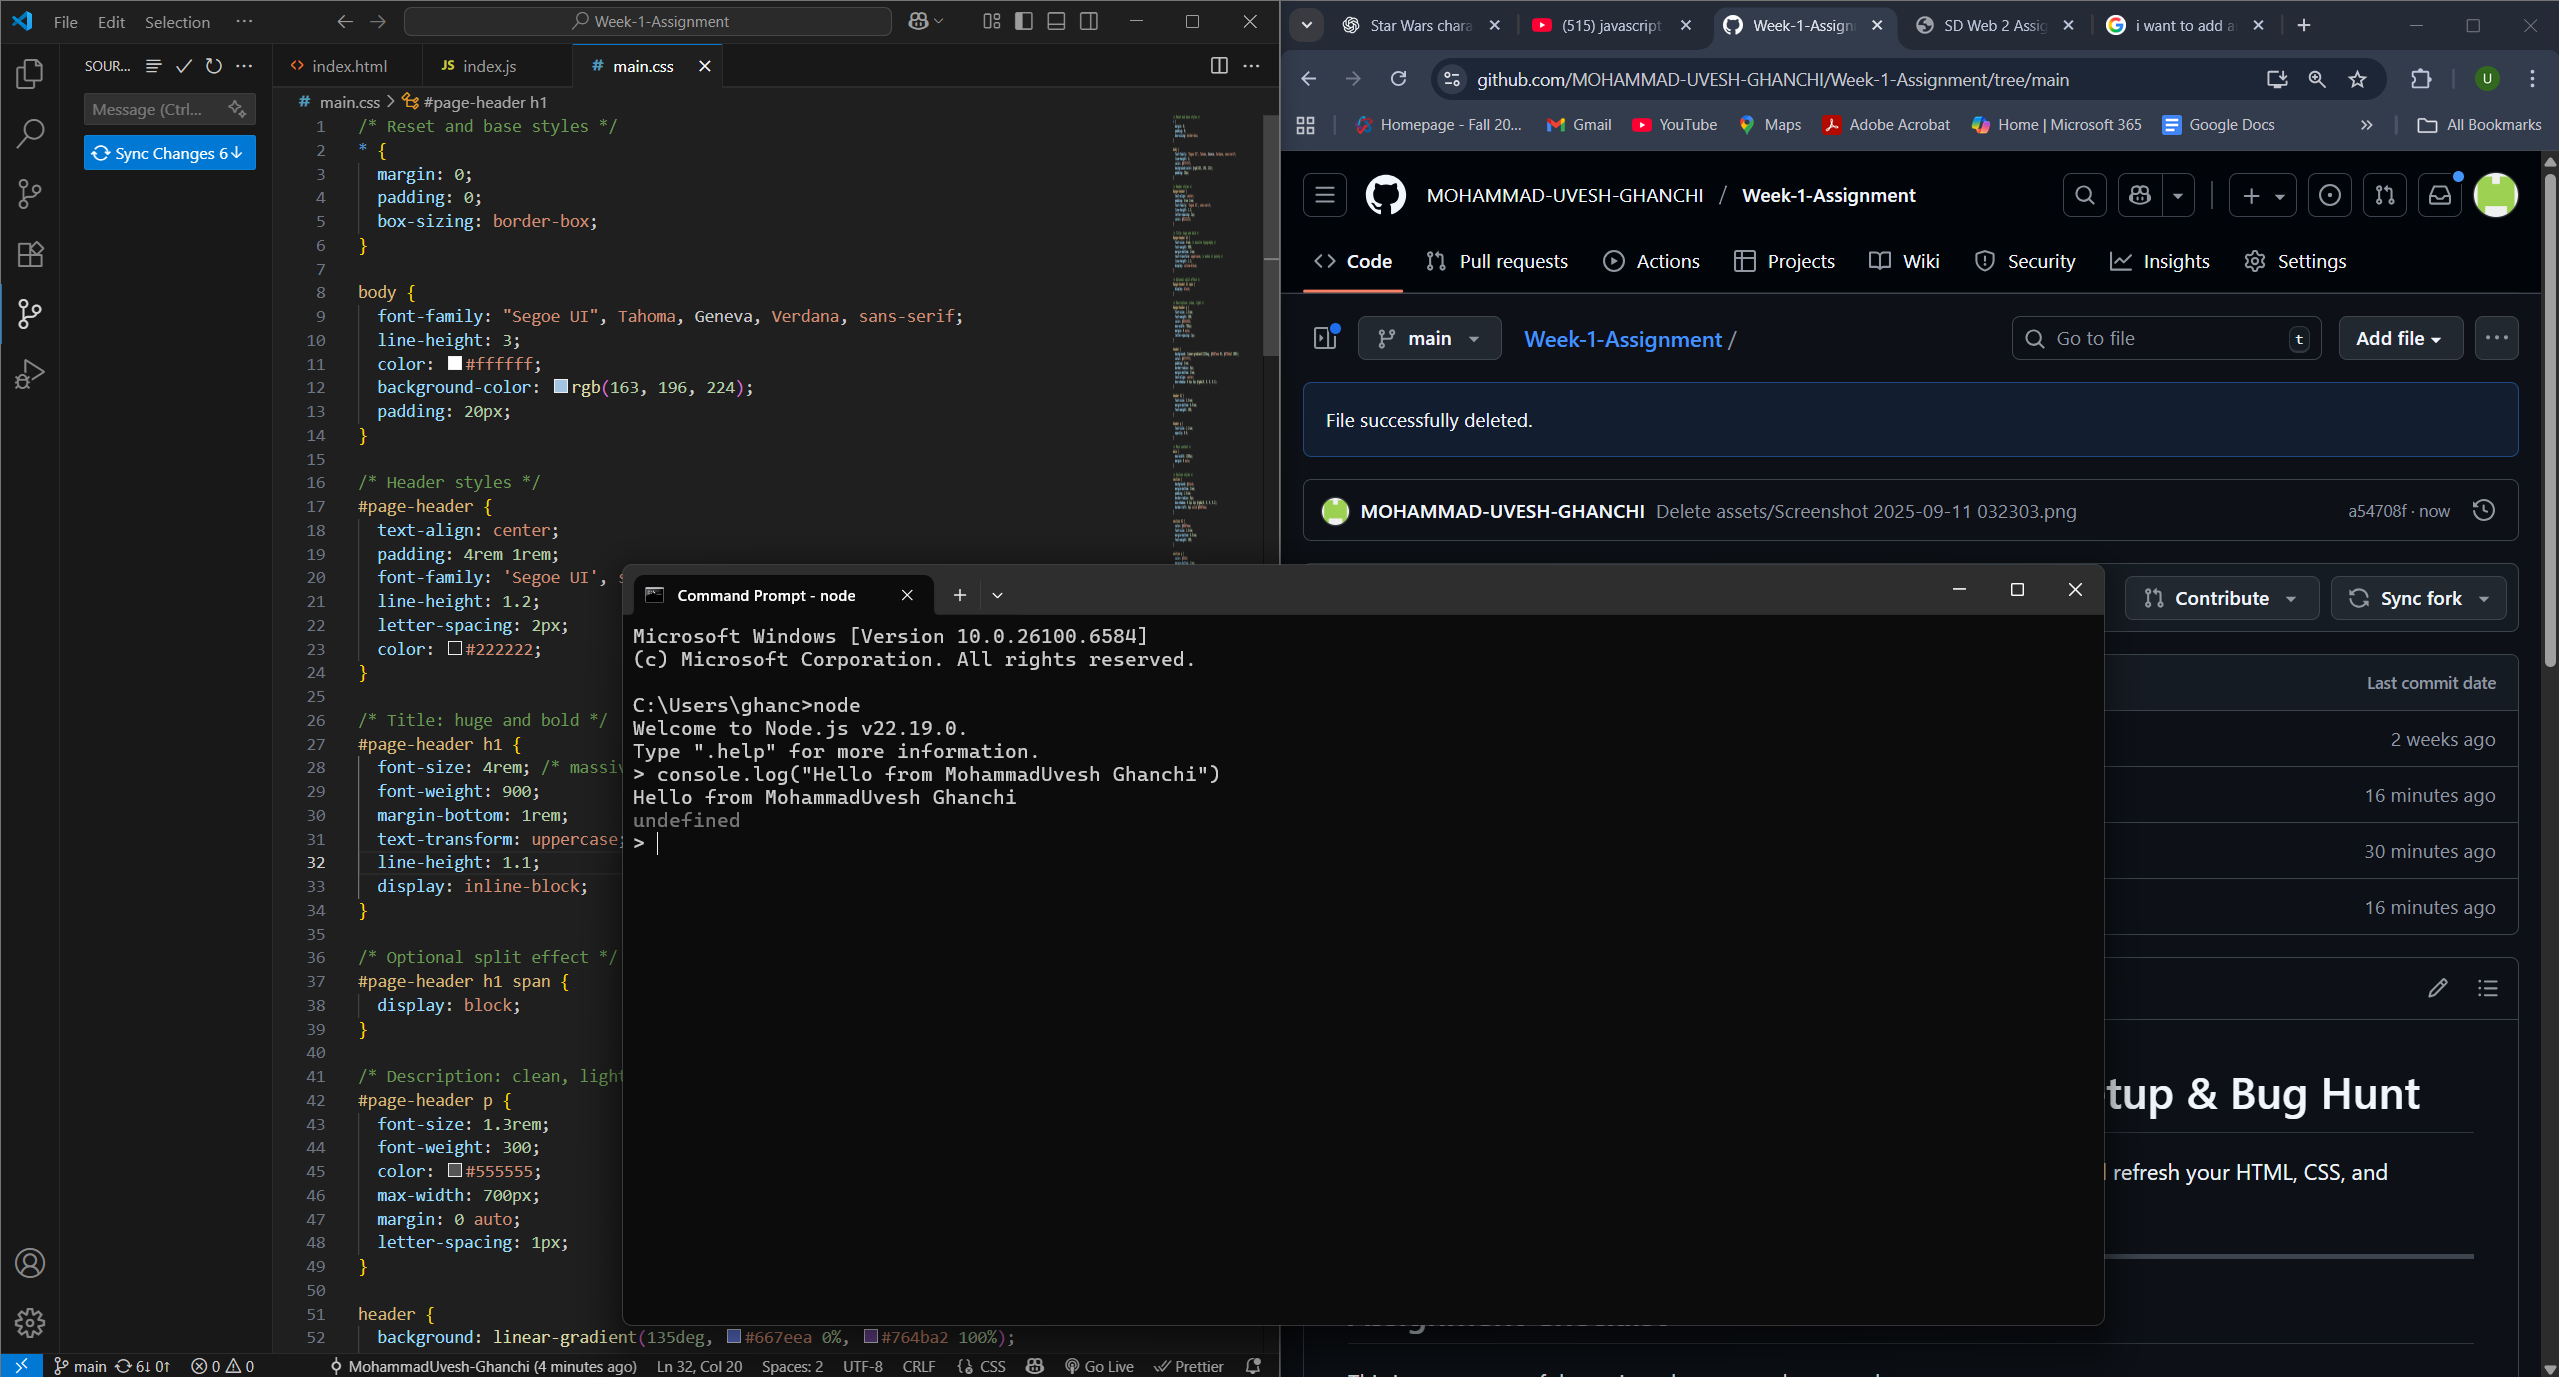 File Edit Selection ···
Week-1-Assignment
SOUR... ···
Message (Ctrl...
Sync Changes 6↓
index.html
JS index.js
# main.css
# main.css > #page-header h1
1 /* Reset and base styles */
2 * {
3 margin: 0;
4 padding: 0;
5 box-sizing: border-box;
6 }
7
8 body {
9 font-family: "Segoe UI", Tahoma, Geneva, Verdana, sans-serif;
10 line-height: 3;
11 color: #ffffff;
12 background-color: rgb(163, 196, 224);
13 padding: 20px;
14 }
15
16 /* Header styles */
17 #page-header {
18 text-align: center;
19 padding: 4rem 1rem;
20 font-family: 'Segoe UI', s
21 line-height: 1.2;
22 letter-spacing: 2px;
23 color: #222222;
24 }
25
26 /* Title: huge and bold */
27 #page-header h1 {
28 font-size: 4rem; /* massiv
29 font-weight: 900;
30 margin-bottom: 1rem;
31 text-transform: uppercase;
32 line-height: 1.1;
33 display: inline-block;
34 }
35
36 /* Optional split effect */
37 #page-header h1 span {
38 display: block;
39 }
40
41 /* Description: clean, light
42 #page-header p {
43 font-size: 1.3rem;
44 font-weight: 300;
45 color: #555555;
46 max-width: 700px;
47 margin: 0 auto;
48 letter-spacing: 1px;
49 }
50
51 header {
52 background: linear-gradient(135deg, #667eea 0%, #764ba2 100%);
main 6↓ 0↑ 0 0 MohammadUvesh-Ghanchi (4 minutes ago) Ln 32, Col 20 Spaces: 2 UTF-8 CRLF CSS Go Live Prettier
Command Prompt - node
Microsoft Windows [Version 10.0.26100.6584]
(c) Microsoft Corporation. All rights reserved.
C:\Users\ghanc>node
Welcome to Node.js v22.19.0.
Type ".help" for more information.
> console.log("Hello from MohammadUvesh Ghanchi")
Hello from MohammadUvesh Ghanchi
undefined
>
Star Wars chara
(515) javascript
Week-1-Assign
SD Web 2 Assig
i want to add a
github.com/MOHAMMAD-UVESH-GHANCHI/Week-1-Assignment/tree/main
U
Homepage - Fall 20... Gmail YouTube Maps Adobe Acrobat Home | Microsoft 365 Google Docs » All Bookmarks
MOHAMMAD-UVESH-GHANCHI / Week-1-Assignment
Code Pull requests Actions Projects Wiki Security Insights Settings
main Week-1-Assignment / Go to file t Add file ···
File successfully deleted.
MOHAMMAD-UVESH-GHANCHI Delete assets/Screenshot 2025-09-11 032303.png a54708f · now
Contribute Sync fork
Last commit date
2 weeks ago
16 minutes ago
30 minutes ago
16 minutes ago
tup & Bug Hunt
refresh your HTML, CSS, and